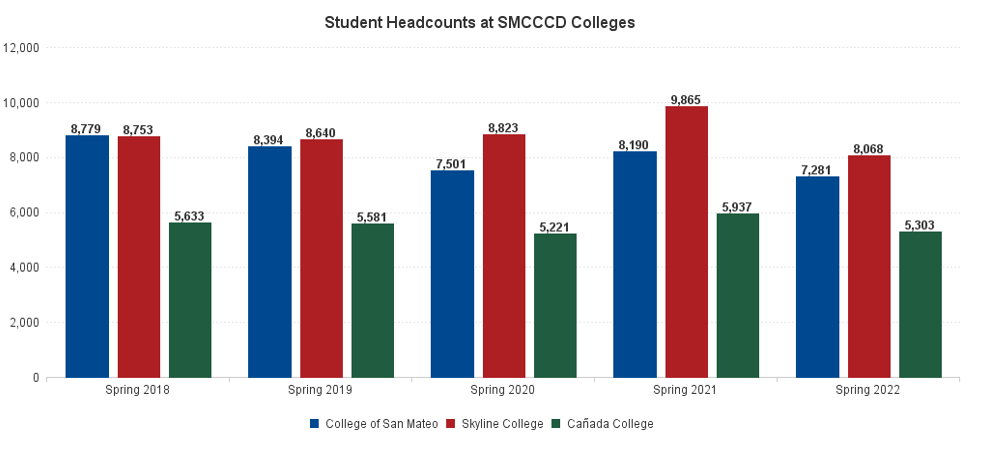 Student Headcounts at SMCCCD Colleges
12,000
10,000
8,000
6,000
4,000
2,000
0
8,779
8,753
5,633
8,394
8,640
5,581
7,501
8,823
5,221
8,190
9,865
5,937
7,281
8,068
5,303
Spring 2018
Spring 2019
Spring 2020
Spring 2021
Spring 2022
College of San Mateo
Skyline College
Cañada College